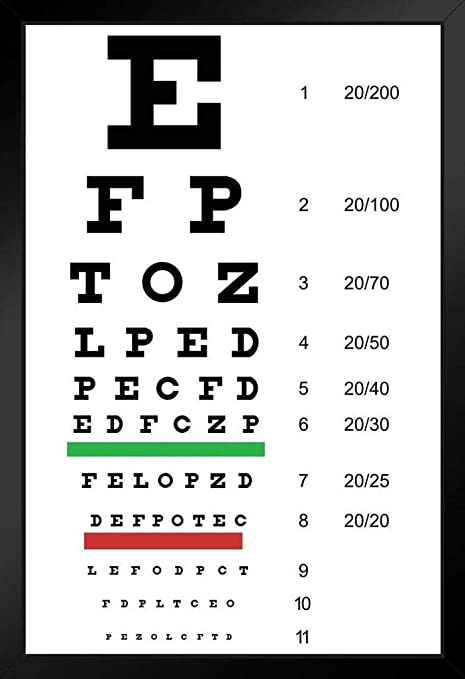 E 1 20/200
F P 2 20/100
T O Z 3 20/70
L P E D 4 20/50
P E C F D 5 20/40
E D F C Z P 6 20/30
F E L O P Z D 7 20/25
D E F P O T E C 8 20/20
L E F O D P C T 9
F D P L T C E O 10
P E Z O L C F T D 11